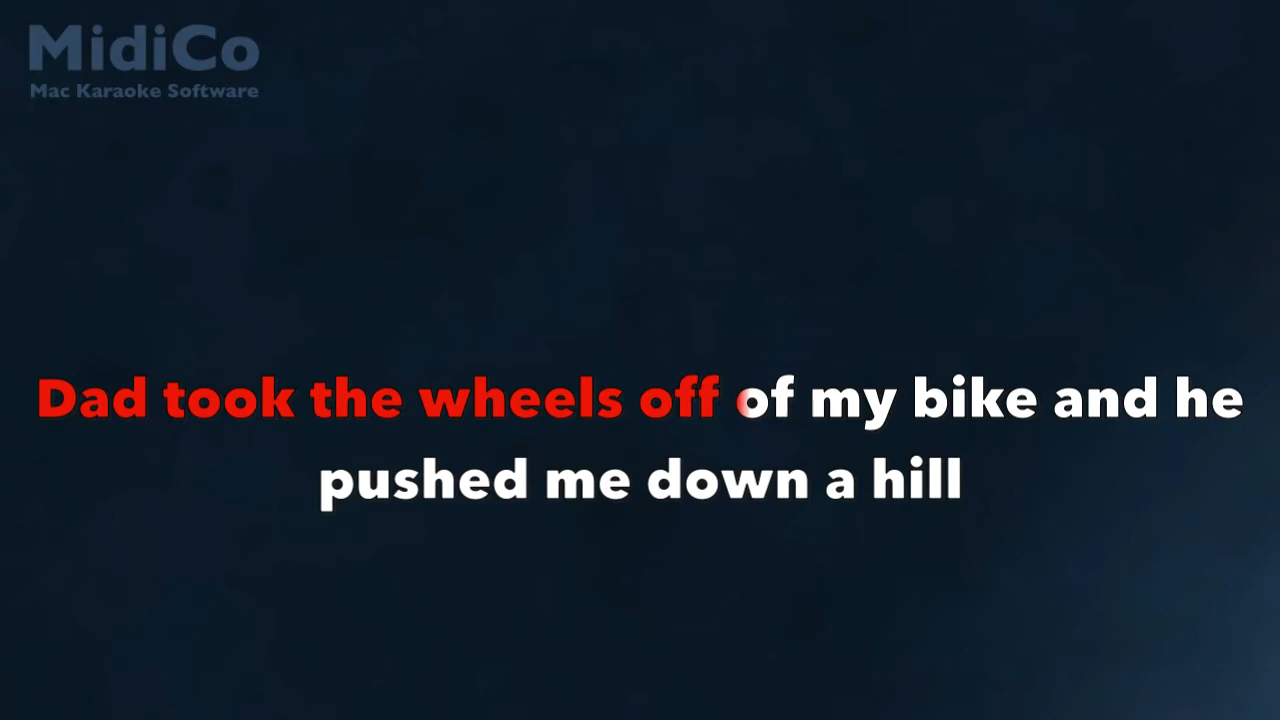 MidiCo
Mac Karaoke Software
Dad took the wheels off of my bike and he
pushed me down a hill